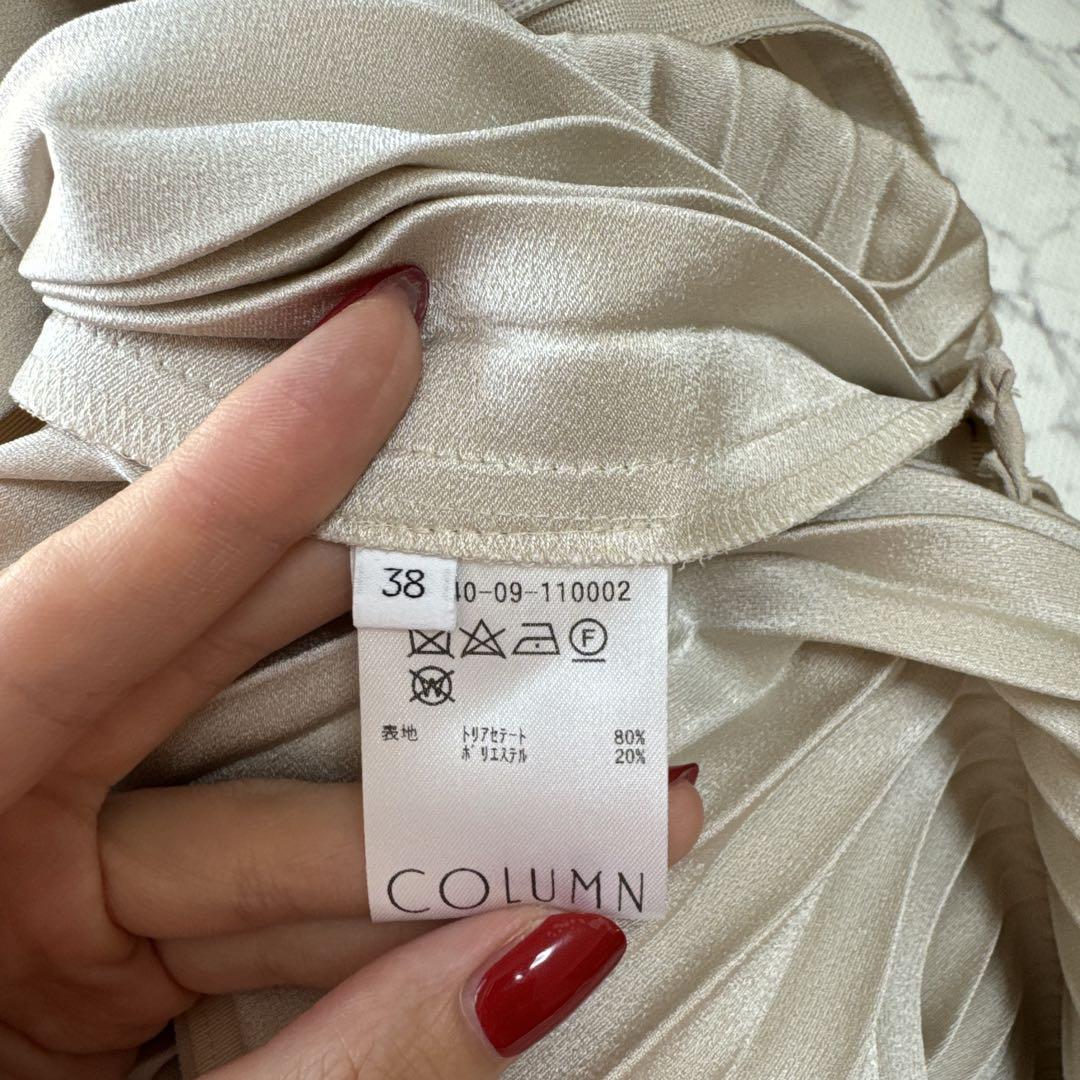 38
40-09-110002
F
W
表地 トリアセテート 80%
ポリエステル 20%
COLUMN